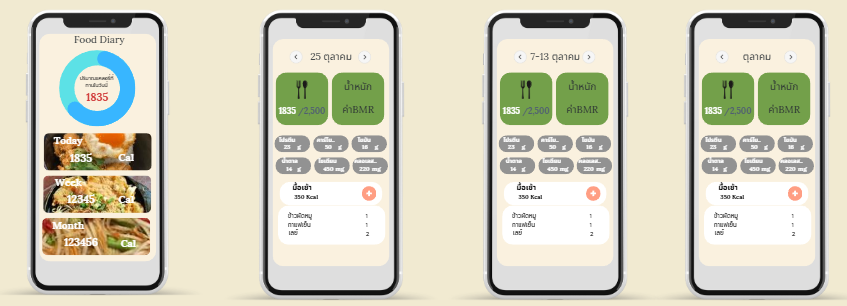 Food Diary
ปริมาณแคลอรี่ที่
ทานในวันนี้
1835
Today
1835 Cal
Week
12345 Cal
Month
123456 Cal
25 ตุลาคม
1835 /2,500
น้ำหนัก
ค่าBMR
โปรตีน
23 g
คาร์โบ..
50 g
ไขมัน
16 g
น้ำตาล
14 g
โซเดียม
450 mg
คอเลสเ..
220 mg
มื้อเช้า
350 Kcal
ข้าวผัดหมู 1
กาแฟเย็น 1
เลย์ 2
7-13 ตุลาคม
1835 /2,500
น้ำหนัก
ค่าBMR
โปรตีน
23 g
คาร์โบ..
50 g
ไขมัน
16 g
น้ำตาล
14 g
โซเดียม
450 mg
คอเลสเ..
220 mg
มื้อเช้า
350 Kcal
ข้าวผัดหมู 1
กาแฟเย็น 1
เลย์ 2
ตุลาคม
1835 /2,500
น้ำหนัก
ค่าBMR
โปรตีน
23 g
คาร์โบ..
50 g
ไขมัน
16 g
น้ำตาล
14 g
โซเดียม
450 mg
คอเลสเ..
220 mg
มื้อเช้า
350 Kcal
ข้าวผัดหมู 1
กาแฟเย็น 1
เลย์ 2